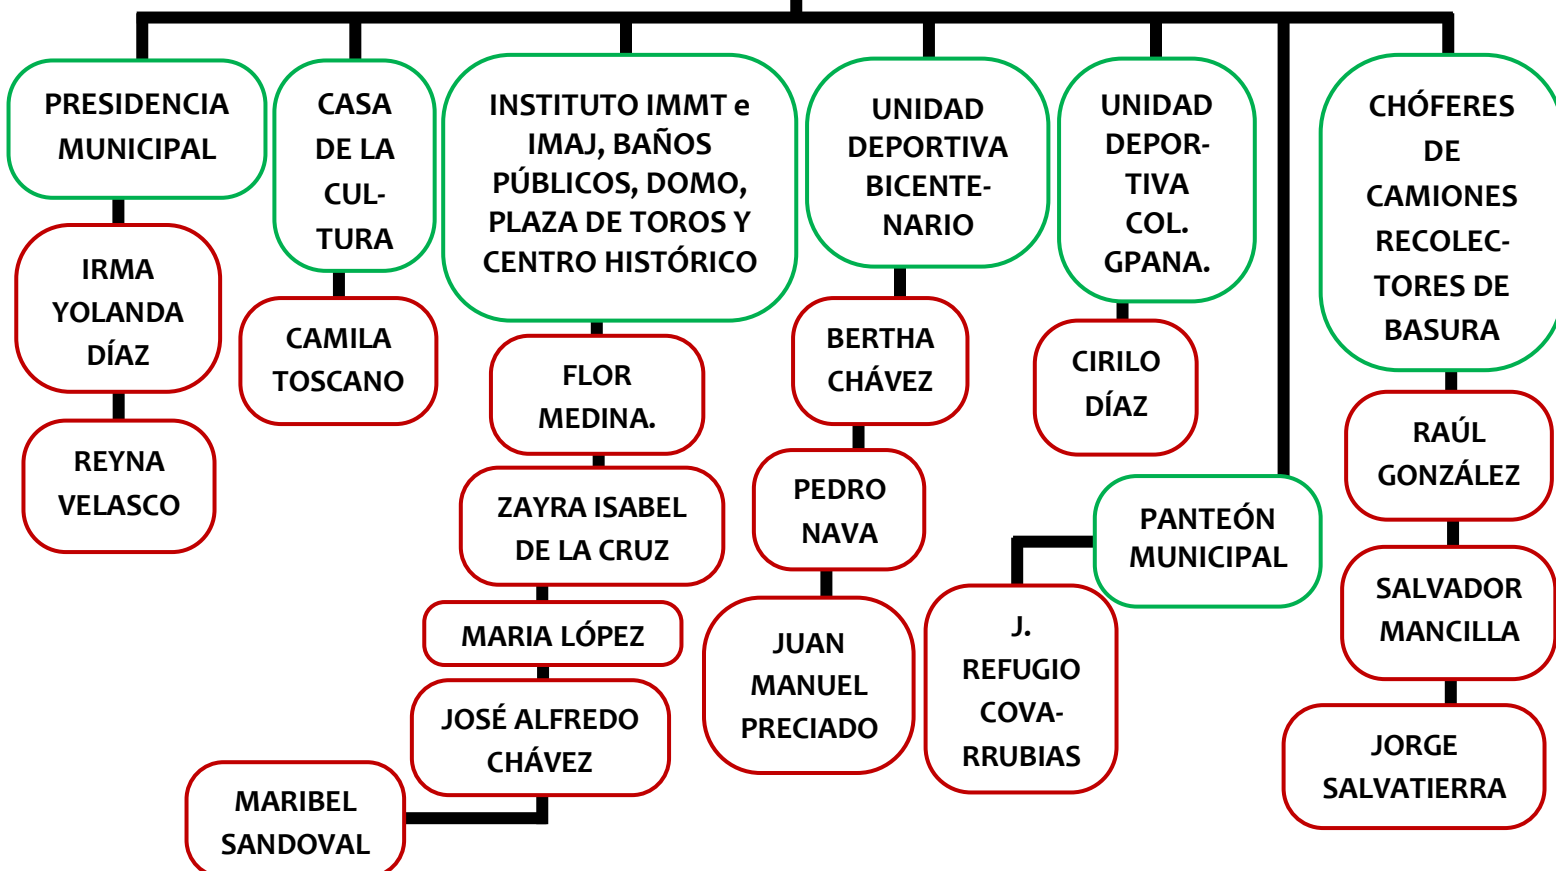 PRESIDENCIA
MUNICIPAL
IRMA
YOLANDA
DÍAZ
REYNA
VELASCO
CASA
DE LA
CUL-
TURA
CAMILA
TOSCANO
INSTITUTO IMMT e
IMAJ, BAÑOS
PÚBLICOS, DOMO,
PLAZA DE TOROS Y
CENTRO HISTÓRICO
FLOR
MEDINA.
ZAYRA ISABEL
DE LA CRUZ
MARIA LÓPEZ
JOSÉ ALFREDO
CHÁVEZ
MARIBEL
SANDOVAL
UNIDAD
DEPORTIVA
BICENTE-
NARIO
BERTHA
CHÁVEZ
PEDRO
NAVA
JUAN
MANUEL
PRECIADO
UNIDAD
DEPOR-
TIVA
COL.
GPANA.
CIRILO
DÍAZ
PANTEÓN
MUNICIPAL
J.
REFUGIO
COVA-
RRUBIAS
CHÓFERES
DE
CAMIONES
RECOLEC-
TORES DE
BASURA
RAÚL
GONZÁLEZ
SALVADOR
MANCILLA
JORGE
SALVATIERRA